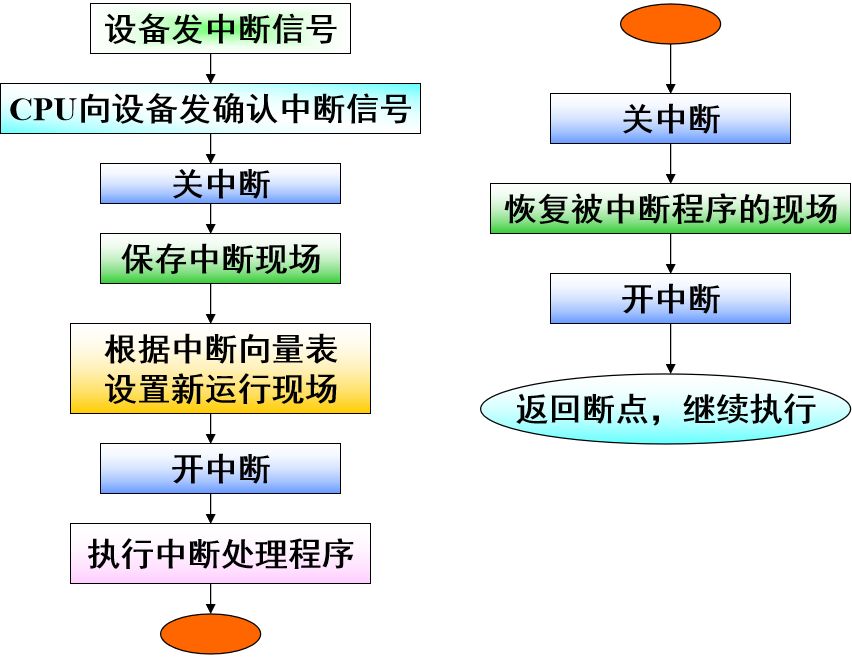 设备发中断信号
CPU向设备发确认中断信号
关中断
保存中断现场
根据中断向量表
设置新运行现场
开中断
执行中断处理程序
关中断
恢复被中断程序的现场
开中断
返回断点，继续执行